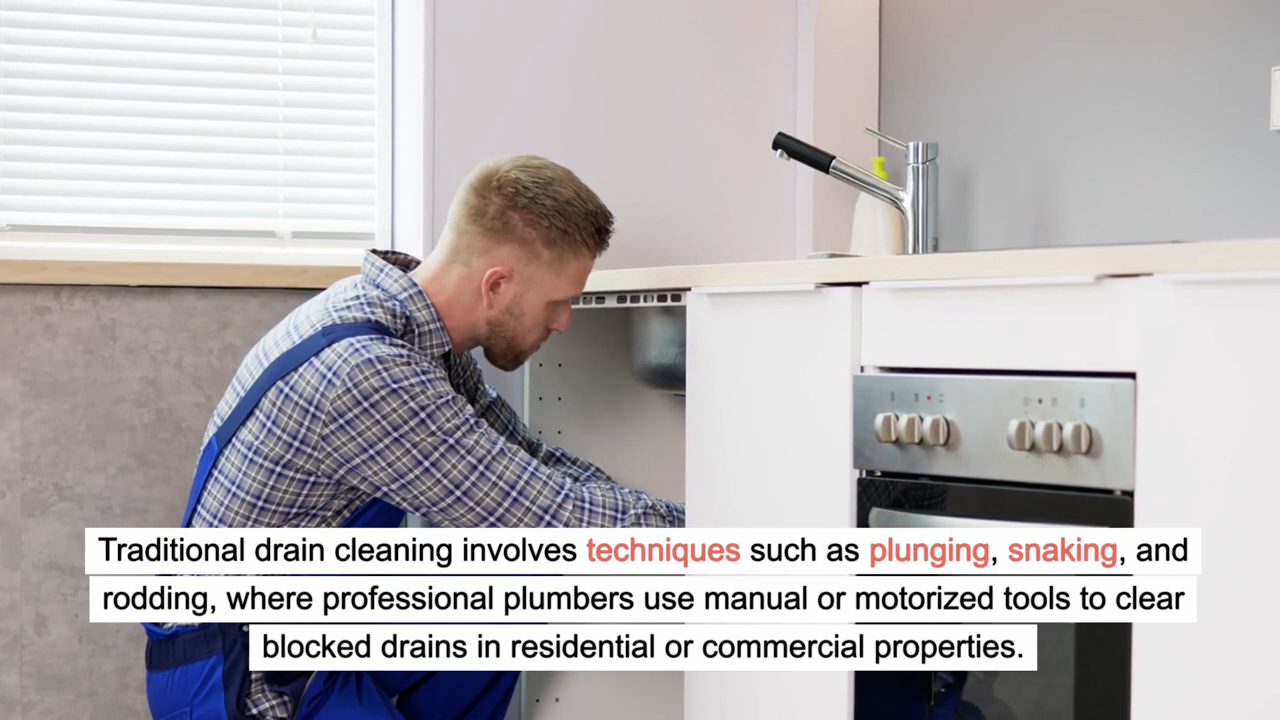 Traditional drain cleaning involves techniques such as plunging, snaking, and
rodding, where professional plumbers use manual or motorized tools to clear
blocked drains in residential or commercial properties.